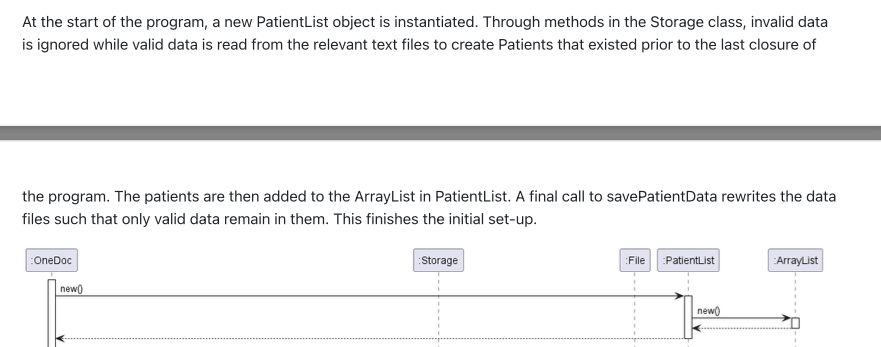 At the start of the program, a new PatientList object is instantiated. Through methods in the Storage class, invalid data
is ignored while valid data is read from the relevant text files to create Patients that existed prior to the last closure of
the program. The patients are then added to the ArrayList in PatientList. A final call to savePatientData rewrites the data
files such that only valid data remain in them. This finishes the initial set-up.
:OneDoc :Storage :File :PatientList :ArrayList
new()
new()